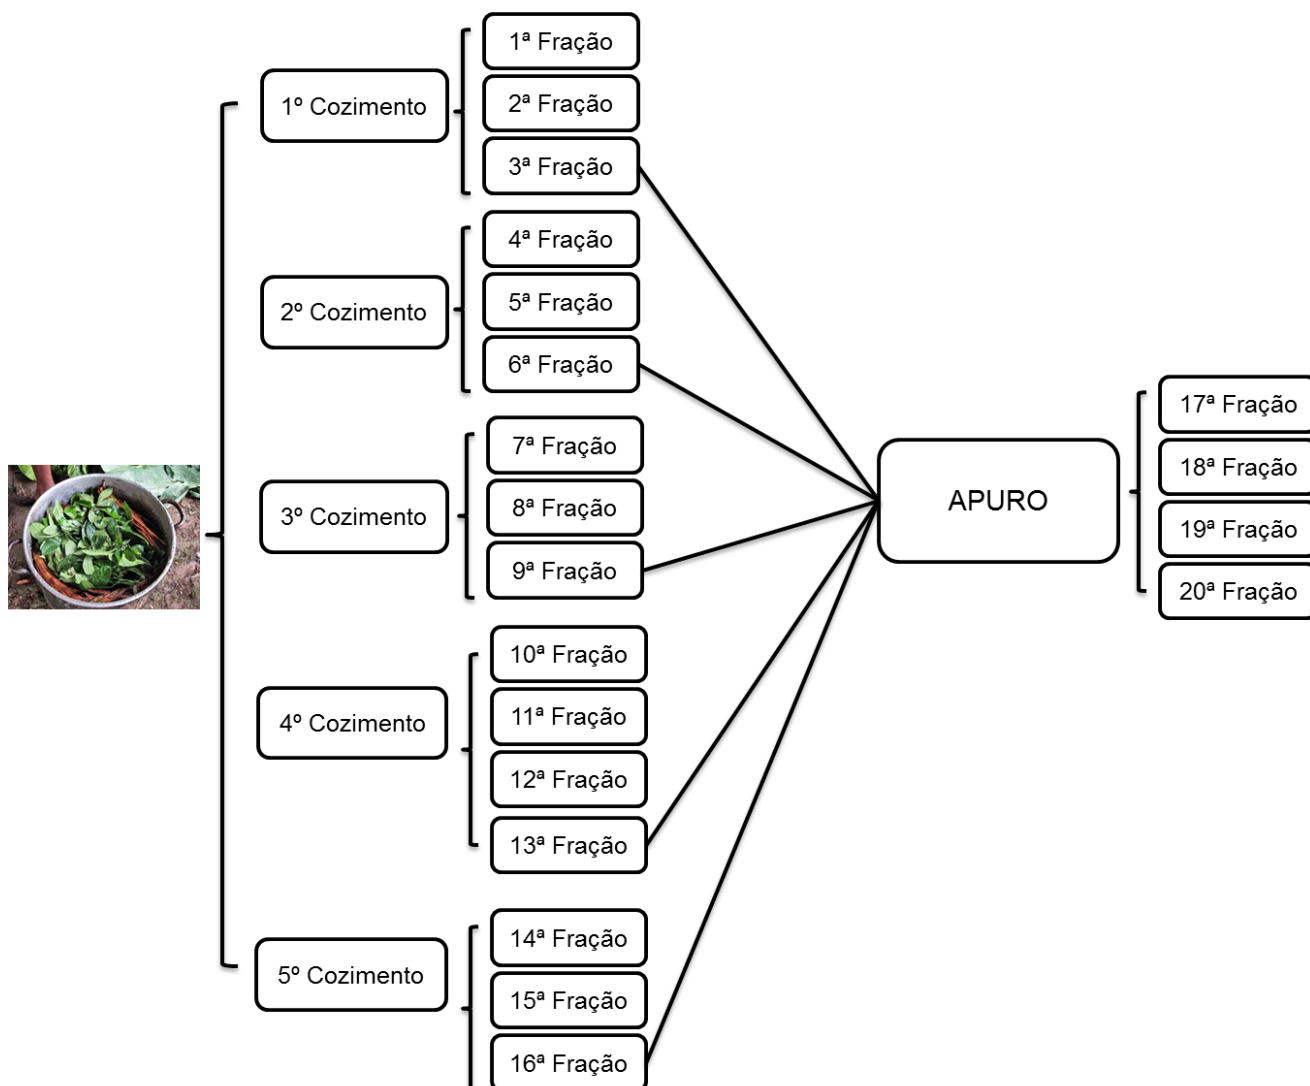 1º Cozimento
1ª Fração
2ª Fração
3ª Fração
2º Cozimento
4ª Fração
5ª Fração
6ª Fração
3º Cozimento
7ª Fração
8ª Fração
9ª Fração
4º Cozimento
10ª Fração
11ª Fração
12ª Fração
13ª Fração
5º Cozimento
14ª Fração
15ª Fração
16ª Fração
APURO
17ª Fração
18ª Fração
19ª Fração
20ª Fração